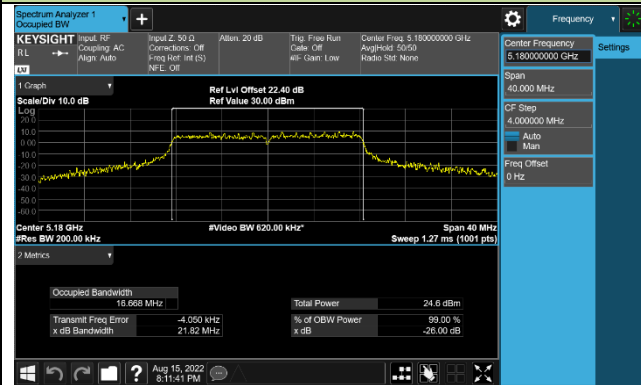 Spectrum Analyzer 1
Occupied BW
Frequency
KEYSIGHT
RL
Input: RF
Coupling: AC
Align: Auto
Input Z: 50 Ω
Corrections: Off
Freq Ref: Int (S)
NFE: Off
Atten: 20 dB
Trig: Free Run
Gate: Off
#IF Gain: Low
Center Freq: 5.180000000 GHz
Avg|Hold: 50/50
Radio Std: None
LXI
1 Graph
Scale/Div 10.0 dB
Ref Lvl Offset 22.40 dB
Ref Value 30.00 dBm
Log
20.0
10.0
0.00
-10.0
-20.0
-30.0
-40.0
-50.0
-60.0
Center 5.18 GHz
#Res BW 200.00 kHz
#Video BW 620.00 kHz*
Span 40 MHz
Sweep 1.27 ms (1001 pts)
2 Metrics
Occupied Bandwidth
16.668 MHz
Transmit Freq Error
-4.050 kHz
x dB Bandwidth
21.82 MHz
Total Power
24.6 dBm
% of OBW Power
99.00 %
x dB
-26.00 dB
Center Frequency
5.180000000 GHz
Settings
Span
40.000 MHz
CF Step
4.000000 MHz
Auto
Man
Freq Offset
0 Hz
?
Aug 15, 2022
8:11:41 PM